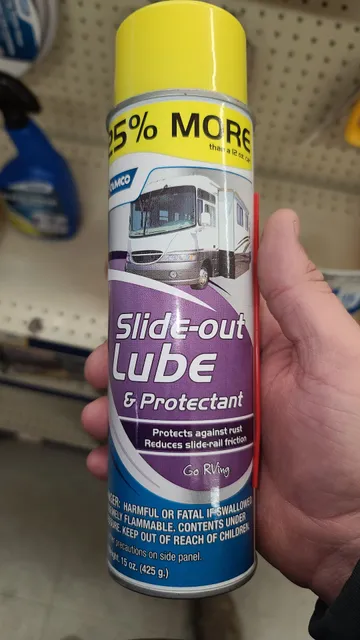 25% MORE
than a 12 oz. Can
CAMCO
Slide-out
Lube
& Protectant
Protects against rust
Reduces slide-rail friction
Go RVing
HARMFUL OR FATAL IF SWALLOWED
FLAMMABLE. CONTENTS UNDER
KEEP OUT OF REACH OF CHILDREN.
precautions on side panel.
15 oz. (425 g.)